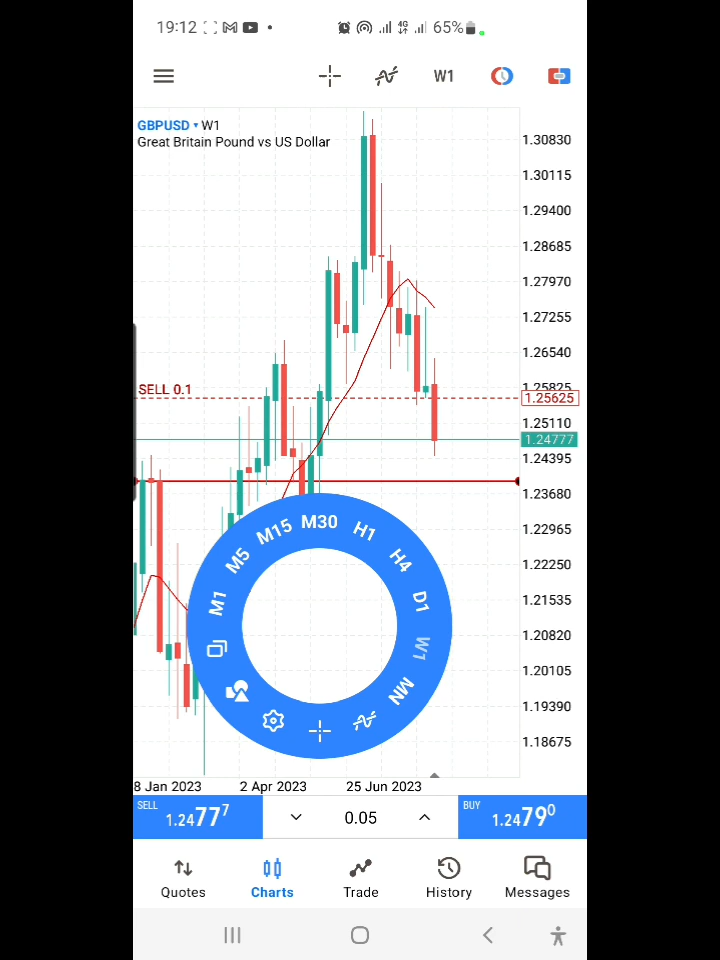 19:12 4G 65%
W1
GBPUSD W1
Great Britain Pound vs US Dollar
1.30830
1.30115
1.29400
1.28685
1.27970
1.27255
1.26540
1.25825
SELL 0.1
1.25625
1.25110
1.24777
1.24395
1.23680
1.22965
1.22250
1.21535
1.20820
1.20105
1.19390
1.18675
M1 M5 M15 M30 H1 H4 D1 W1 MN
8 Jan 2023 2 Apr 2023 25 Jun 2023
SELL 1.24777 0.05 BUY 1.24790
Quotes Charts Trade History Messages